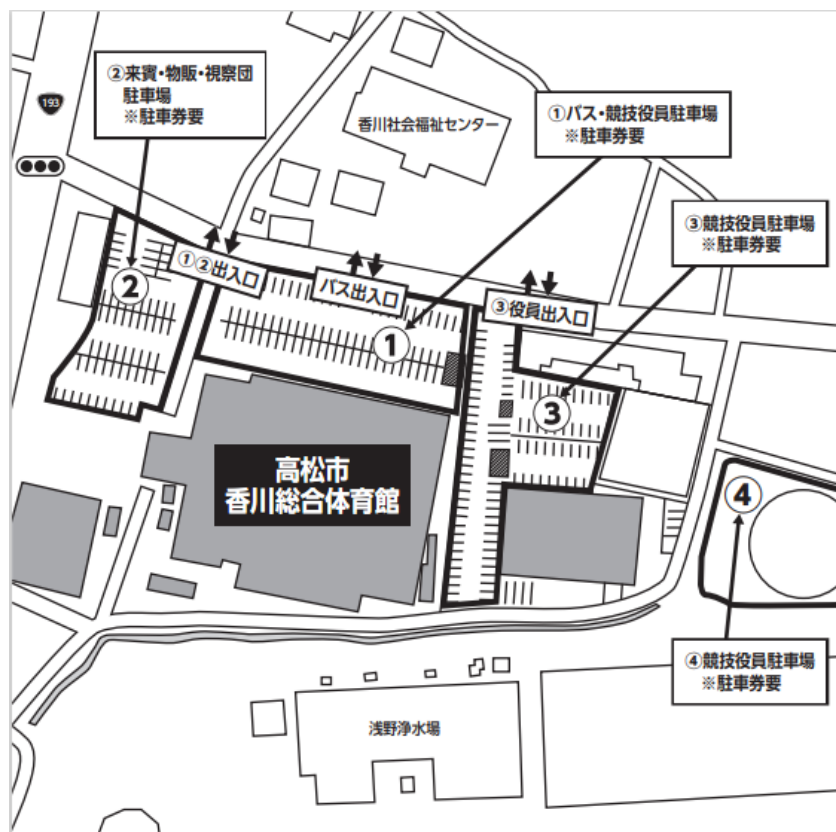 193
②来賓・物販・視察団
駐車場
※駐車券要
香川社会福祉センター
①バス・競技役員駐車場
※駐車券要
③競技役員駐車場
※駐車券要
①②出入口
バス出入口
③役員出入口
②
①
③
④
高松市
香川総合体育館
④競技役員駐車場
※駐車券要
浅野浄水場